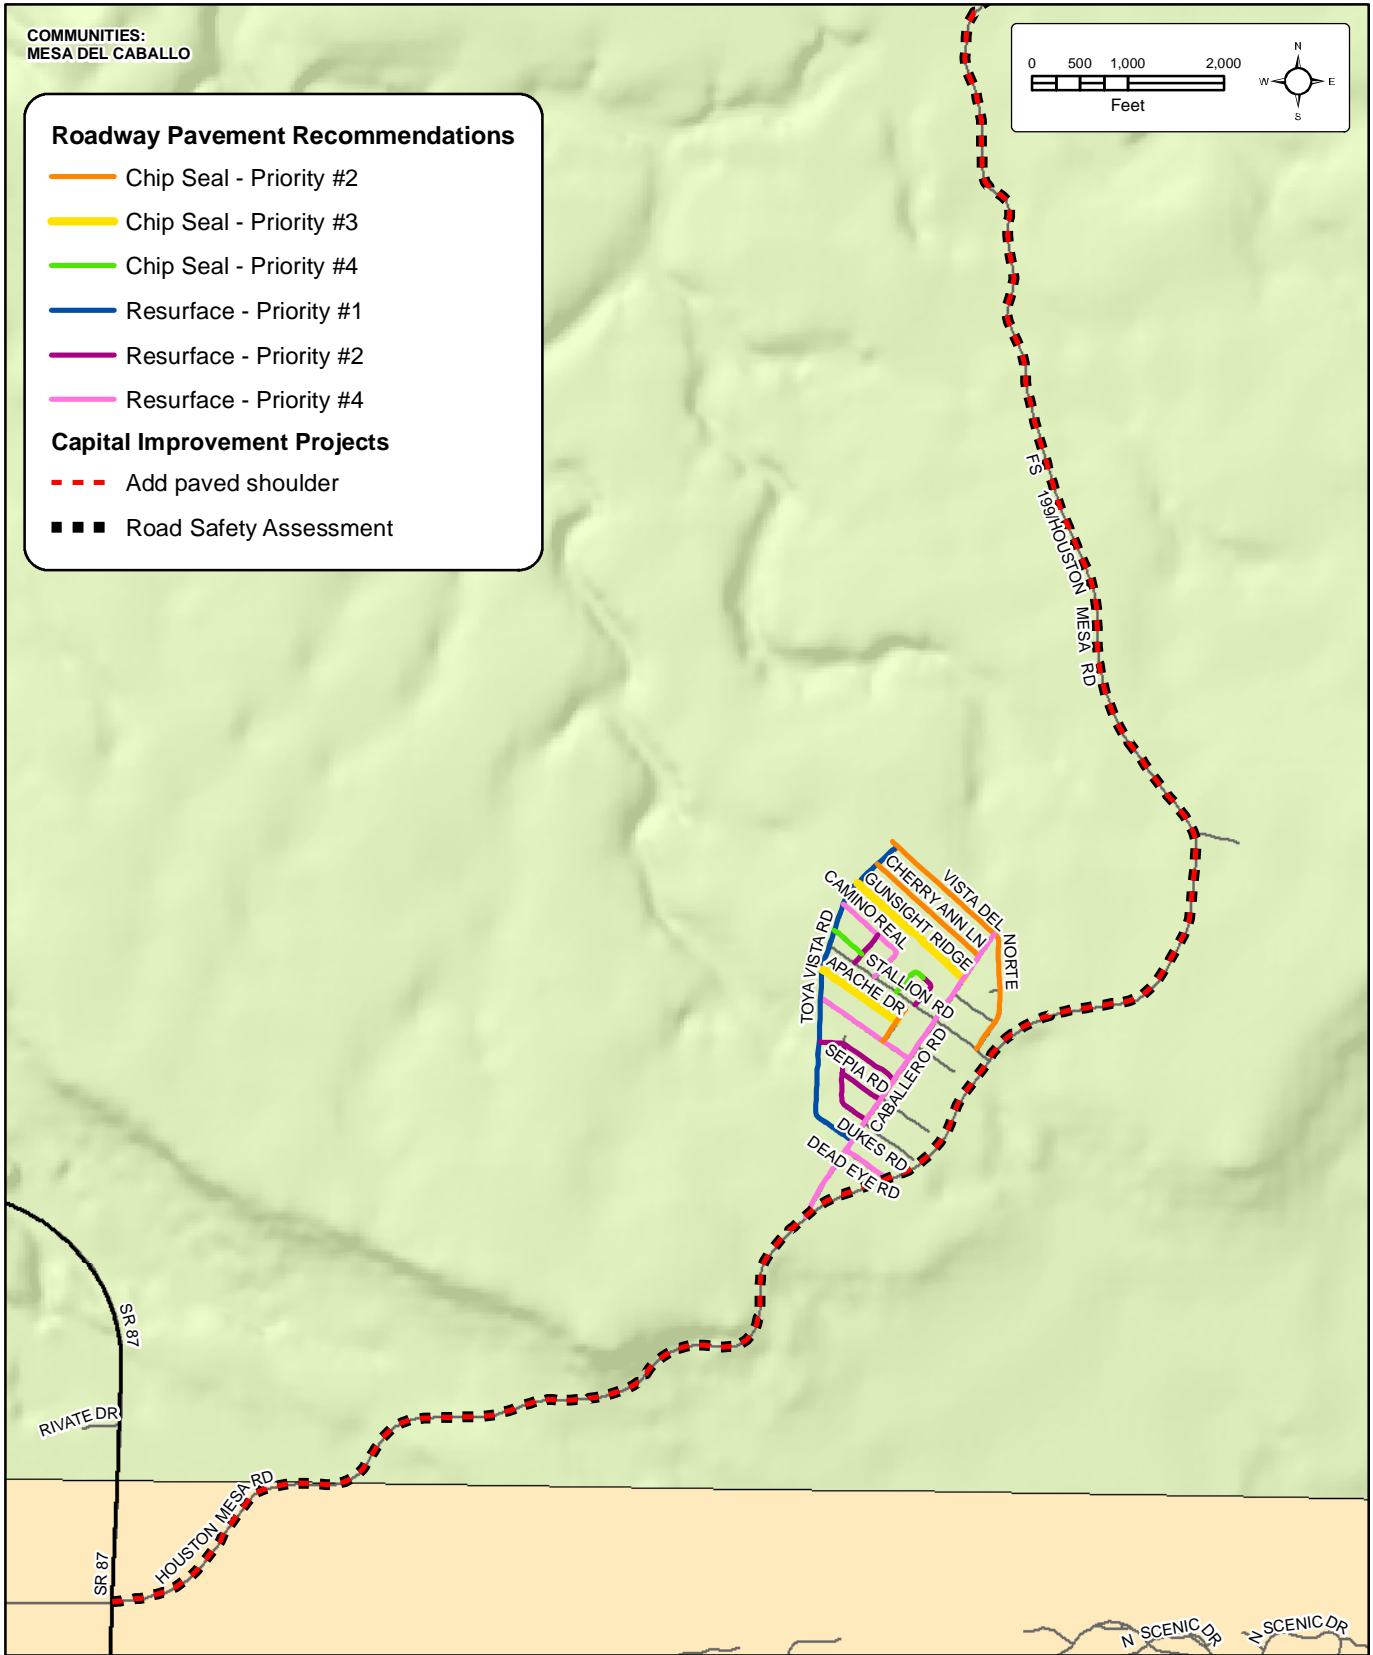 COMMUNITIES:
MESA DEL CABALLO
0 500 1,000 2,000
Feet
N
W E
S
Roadway Pavement Recommendations
Chip Seal - Priority #2
Chip Seal - Priority #3
Chip Seal - Priority #4
Resurface - Priority #1
Resurface - Priority #2
Resurface - Priority #4
Capital Improvement Projects
Add paved shoulder
Road Safety Assessment
FS 199/HOUSTON MESA RD
VISTA DEL NORTE
CHERRY ANN LN
GUNSIGHT RIDGE
CAMINO REAL
TOYA VISTA RD
STALLION RD
APACHE DR
SEPIA RD
CABALLERO RD
DUKES RD
DEAD EYE RD
SR 87
RIVATE DR
HOUSTON MESA RD
SR 87
N SCENIC DR
N SCENIC DR